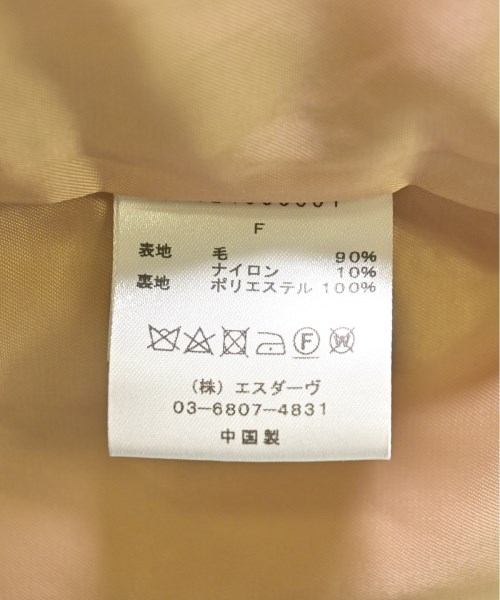 F
表地 毛 90%
ナイロン 10%
裏地 ポリエステル 100%
F W
(株) エスダーヴ
03-6807-4831
中国製